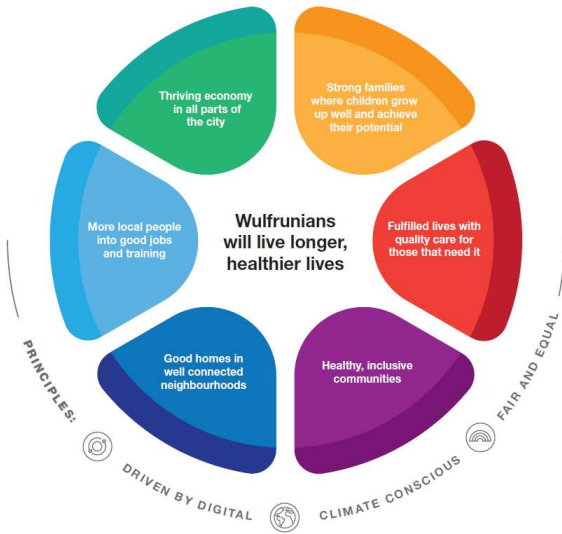 Thriving economy
in all parts of
the city
Strong families
where children grow
up well and achieve
their potential
More local people
into good jobs
and training
Wulfrunians
will live longer,
healthier lives
Fulfilled lives with
quality care for
those that need it
Good homes in
well connected
neighbourhoods
Healthy, inclusive
communities
PRINCIPLES:
DRIVEN BY DIGITAL
CLIMATE CONSCIOUS
FAIR AND EQUAL